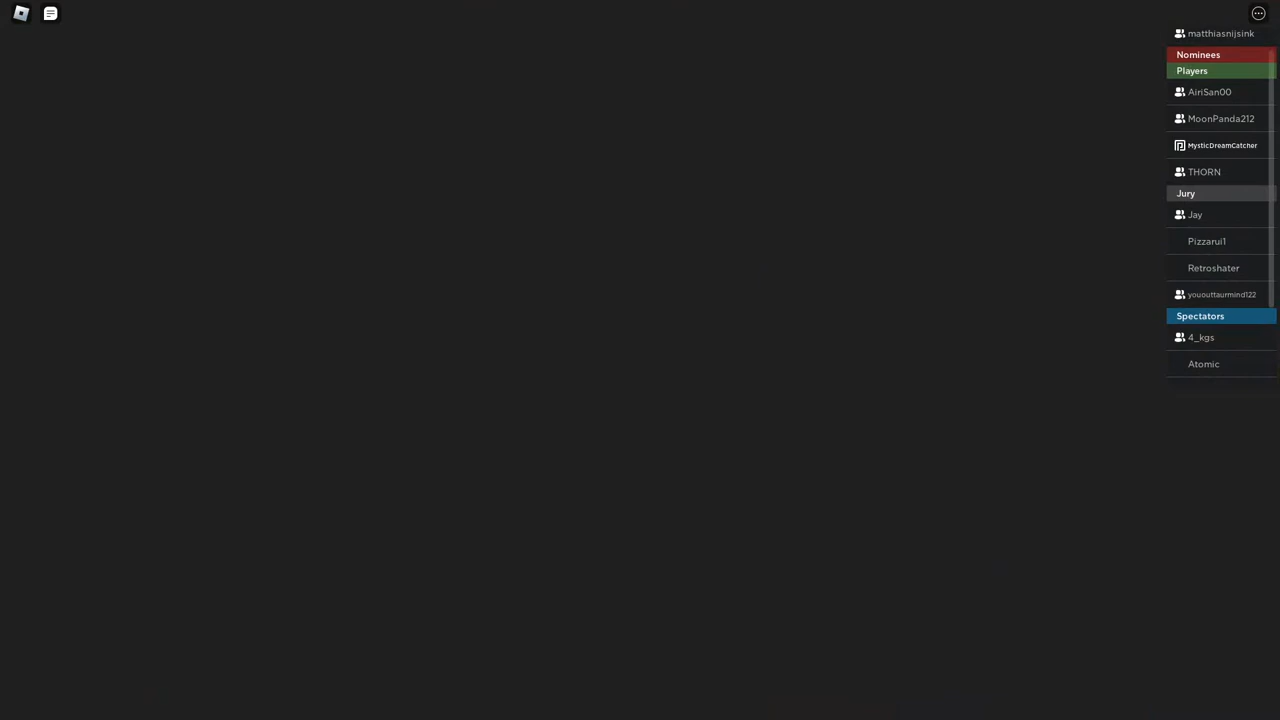 matthiasnijsink
Nominees
Players
AiriSan00
MoonPanda212
MysticDreamCatcher
THORN
Jury
Jay
Pizzarui1
Retroshater
yououttaurmind122
Spectators
4_kgs
Atomic